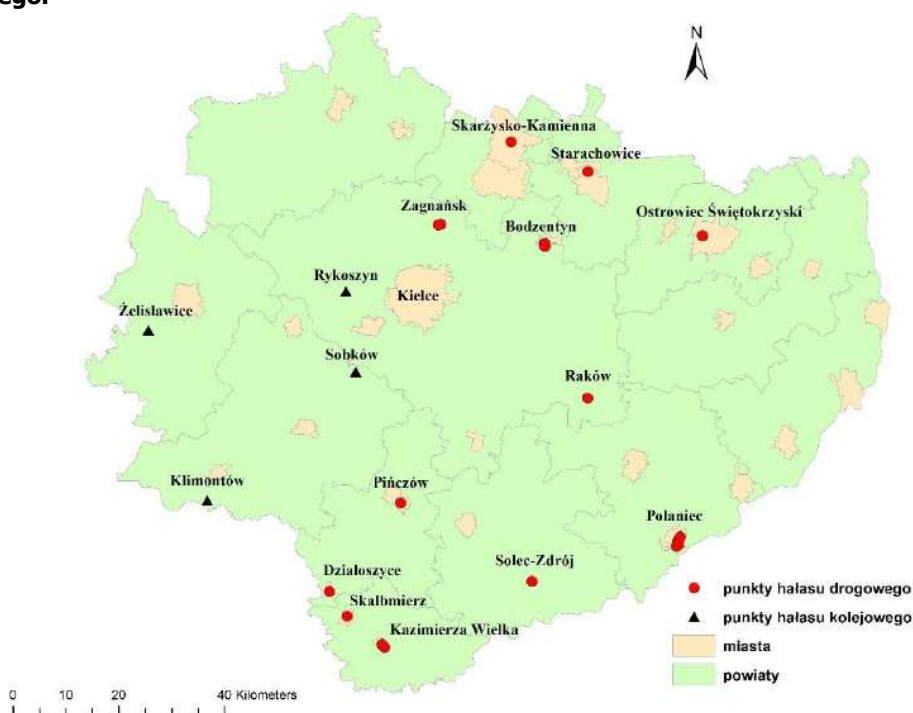 N
Skarżysko-Kamienna
Starachowice
Zagnańsk
Ostrowiec Świętokrzyski
Bodzentyn
Rykoszyn
Kielce
Żelisławice
Sobków
Raków
Klimontów
Pińczów
Połaniec
Solec-Zdrój
Działoszyce
Skalbmierz
Kazimierza Wielka
punkty hałasu drogowego
punkty hałasu kolejowego
miasta
powiaty
0 10 20 40 Kilometers